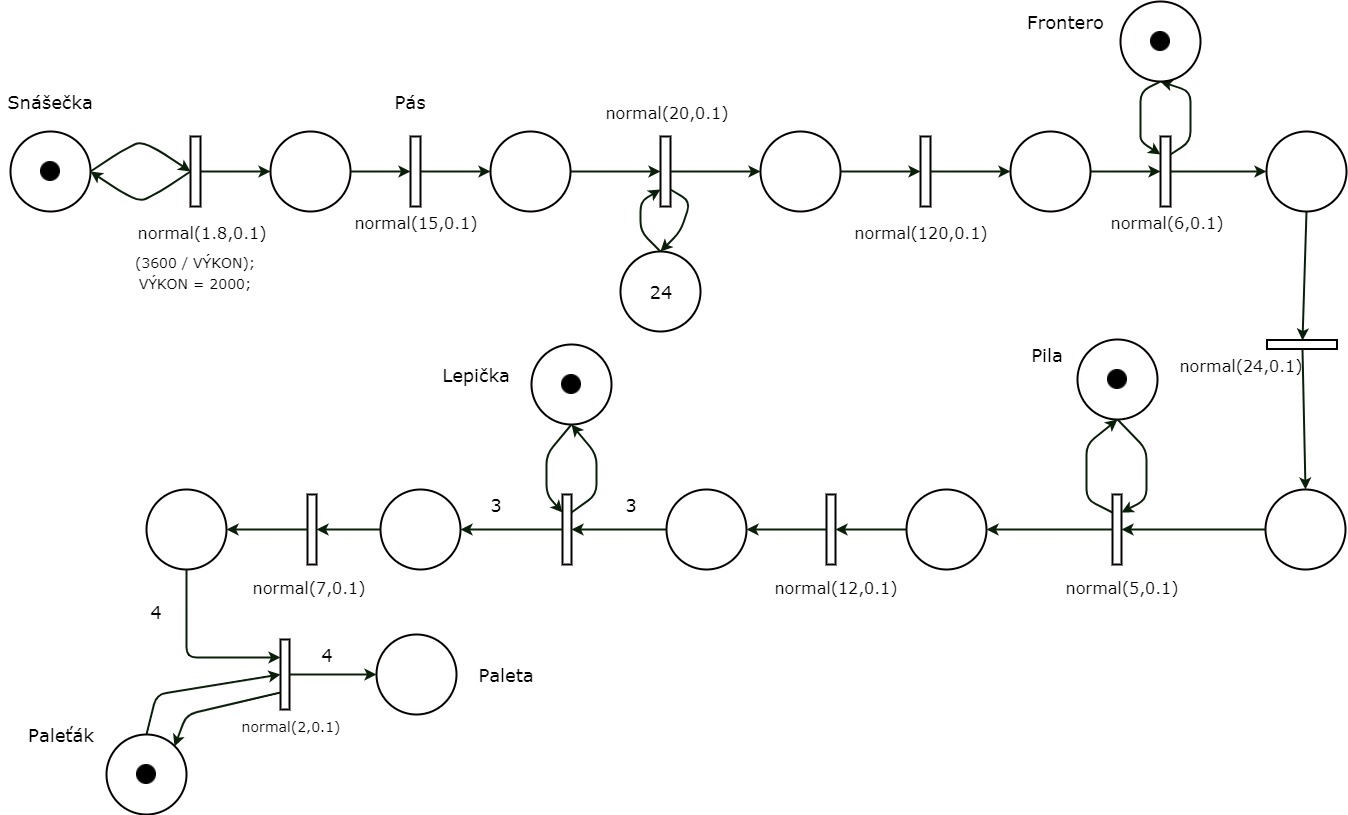 Frontero
Snášečka
Pás
normal(20,0.1)
normal(1.8,0.1)
(3600 / VÝKON);
VÝKON = 2000;
normal(15,0.1)
24
normal(120,0.1)
normal(6,0.1)
normal(24,0.1)
Pila
Lepička
3
3
normal(7,0.1)
normal(12,0.1)
normal(5,0.1)
4
4
Paleta
normal(2,0.1)
Paleťák